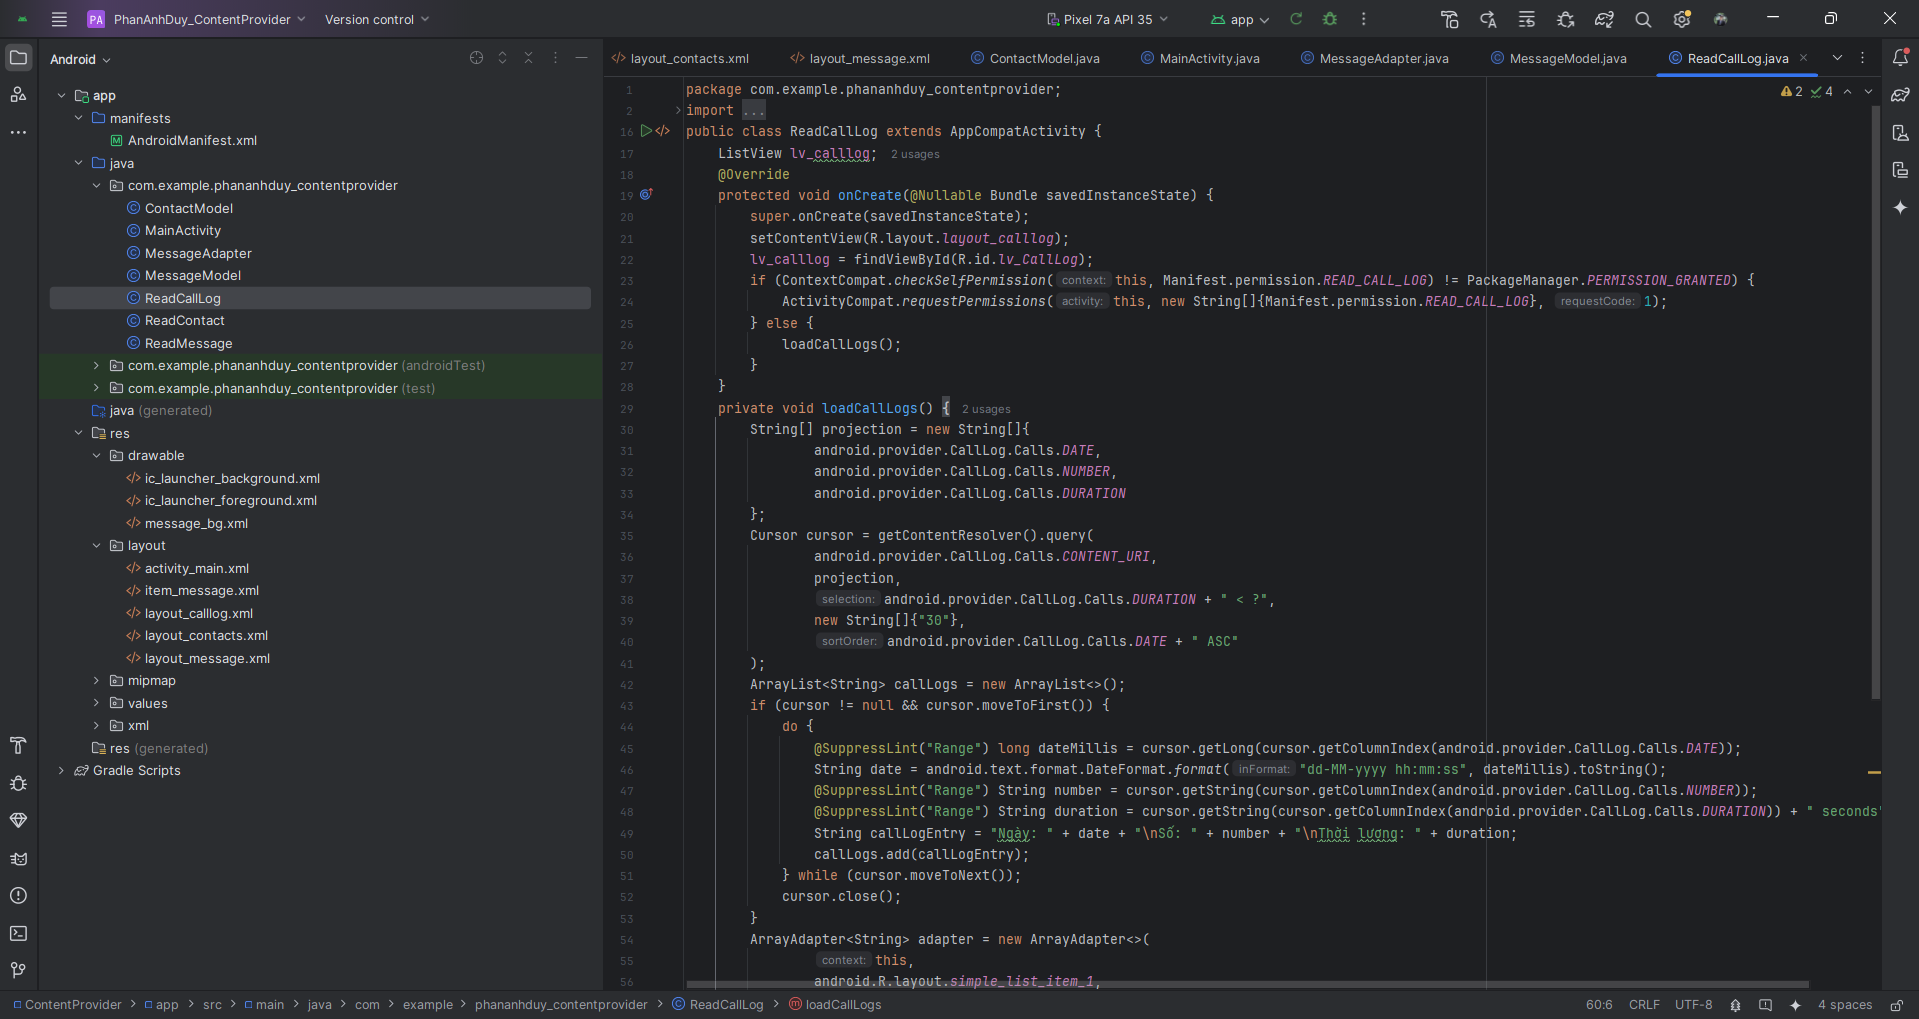 PA PhanAnhDuy_ContentProvider Version control Pixel 7a API 35 app
Android
layout_contacts.xml layout_message.xml ContactModel.java MainActivity.java MessageAdapter.java MessageModel.java ReadCallLog.java
app
manifests
AndroidManifest.xml
java
com.example.phananhduy_contentprovider
ContactModel
MainActivity
MessageAdapter
MessageModel
ReadCallLog
ReadContact
ReadMessage
com.example.phananhduy_contentprovider (androidTest)
com.example.phananhduy_contentprovider (test)
java (generated)
res
drawable
ic_launcher_background.xml
ic_launcher_foreground.xml
message_bg.xml
layout
activity_main.xml
item_message.xml
layout_calllog.xml
layout_contacts.xml
layout_message.xml
mipmap
values
xml
res (generated)
Gradle Scripts
2 4
1 package com.example.phananhduy_contentprovider;
2 import ...
16 public class ReadCallLog extends AppCompatActivity {
17 ListView lv_calllog; 2 usages
18 @Override
19 protected void onCreate(@Nullable Bundle savedInstanceState) {
20 super.onCreate(savedInstanceState);
21 setContentView(R.layout.layout_calllog);
22 lv_calllog = findViewById(R.id.lv_CallLog);
23 if (ContextCompat.checkSelfPermission( context: this, Manifest.permission.READ_CALL_LOG) != PackageManager.PERMISSION_GRANTED) {
24 ActivityCompat.requestPermissions( activity: this, new String[]{Manifest.permission.READ_CALL_LOG}, requestCode: 1);
25 } else {
26 loadCallLogs();
27 }
28 }
29 private void loadCallLogs() { 2 usages
30 String[] projection = new String[]{
31 android.provider.CallLog.Calls.DATE,
32 android.provider.CallLog.Calls.NUMBER,
33 android.provider.CallLog.Calls.DURATION
34 };
35 Cursor cursor = getContentResolver().query(
36 android.provider.CallLog.Calls.CONTENT_URI,
37 projection,
38 selection: android.provider.CallLog.Calls.DURATION + " < ?",
39 new String[]{"30"},
40 sortOrder: android.provider.CallLog.Calls.DATE + " ASC"
41 );
42 ArrayList<String> callLogs = new ArrayList<>();
43 if (cursor != null && cursor.moveToFirst()) {
44 do {
45 @SuppressLint("Range") long dateMillis = cursor.getLong(cursor.getColumnIndex(android.provider.CallLog.Calls.DATE));
46 String date = android.text.format.DateFormat.format( inFormat: "dd-MM-yyyy hh:mm:ss", dateMillis).toString();
47 @SuppressLint("Range") String number = cursor.getString(cursor.getColumnIndex(android.provider.CallLog.Calls.NUMBER));
48 @SuppressLint("Range") String duration = cursor.getString(cursor.getColumnIndex(android.provider.CallLog.Calls.DURATION)) + " seconds"
49 String callLogEntry = "Ngày: " + date + "\nSố: " + number + "\nThời lượng: " + duration;
50 callLogs.add(callLogEntry);
51 } while (cursor.moveToNext());
52 cursor.close();
53 }
54 ArrayAdapter<String> adapter = new ArrayAdapter<>(
55 context: this,
56 android.R.layout.simple_list_item_1,
ContentProvider > app > src > main > java > com > example > phananhduy_contentprovider > ReadCallLog > loadCallLogs 60:6 CRLF UTF-8 4 spaces